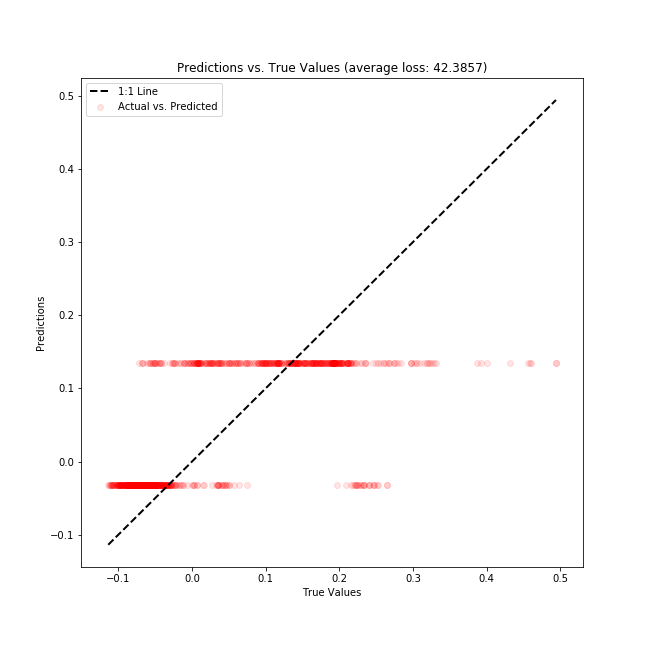 Predictions vs. True Values (average loss: 42.3857)
1:1 Line
Actual vs. Predicted
0.5
0.4
0.3
0.2
0.1
0.0
−0.1
Predictions
−0.1 0.0 0.1 0.2 0.3 0.4 0.5
True Values